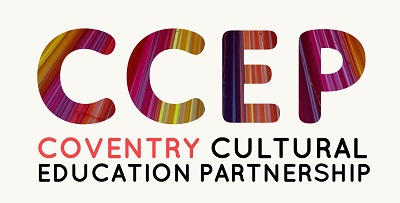 CCEP
COVENTRY CULTURAL
EDUCATION PARTNERSHIP